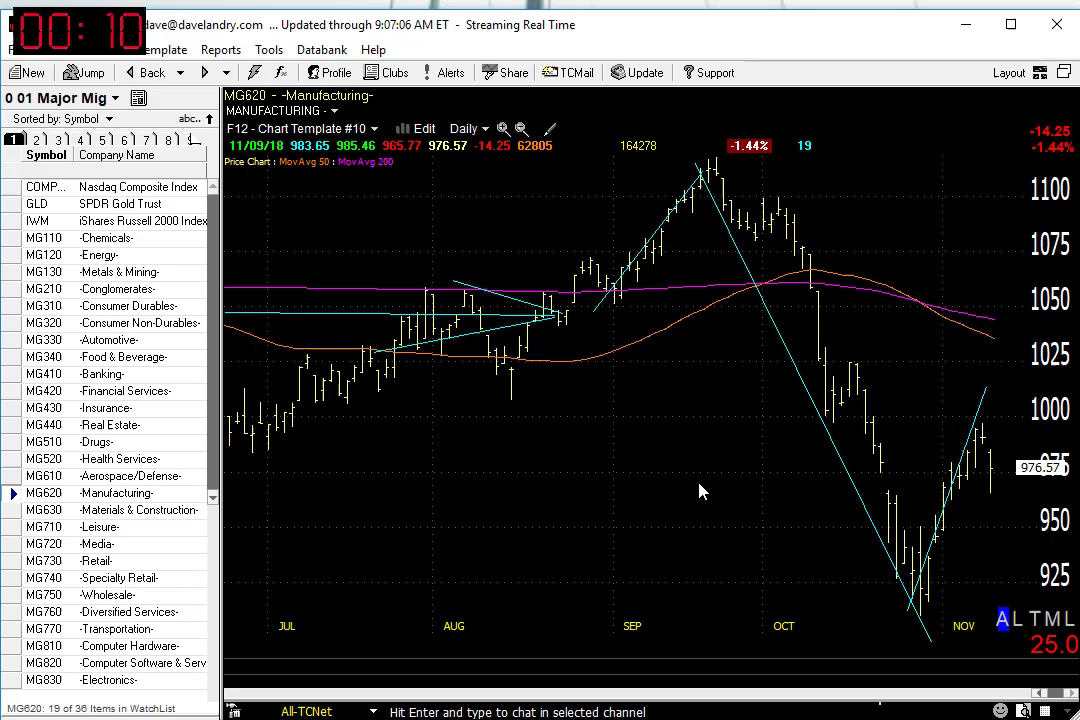 00:10
dave@davelandry.com ... Updated through 9:07:06 AM ET - Streaming Real Time
Reports Tools Databank Help
New Jump Back Profile Clubs Alerts Share TCMail Update Support Layout
0 01 Major Mig
Sorted by: Symbol abc..
1 2 3 4 5 6 7 8
Symbol Company Name
COMP... Nasdaq Composite Index
GLD SPDR Gold Trust
IWM iShares Russell 2000 Index
MG110 -Chemicals-
MG120 -Energy-
MG130 -Metals & Mining-
MG210 -Conglomerates-
MG310 -Consumer Durables-
MG320 -Consumer Non-Durables-
MG330 -Automotive-
MG340 -Food & Beverage-
MG410 -Banking-
MG420 -Financial Services-
MG430 -Insurance-
MG440 -Real Estate-
MG510 -Drugs-
MG520 -Health Services-
MG610 -Aerospace/Defense-
MG620 -Manufacturing-
MG630 -Materials & Construction-
MG710 -Leisure-
MG720 -Media-
MG730 -Retail-
MG740 -Specialty Retail-
MG750 -Wholesale-
MG760 -Diversified Services-
MG770 -Transportation-
MG810 -Computer Hardware-
MG820 -Computer Software & Serv
MG830 -Electronics-
MG620: 19 of 36 Items in WatchList
MG620 - -Manufacturing-
MANUFACTURING -
F12 - Chart Template #10 Edit Daily
11/09/18 983.65 985.46 965.77 976.57 -14.25 62805 164278 -1.44% 19
Price Chart : MovAvg 50 : MovAvg 200
-14.25
-1.44%
1100
1075
1050
1025
1000
976.57
950
925
JUL AUG SEP OCT NOV
A L T M L
25.0
All-TCNet Hit Enter and type to chat in selected channel